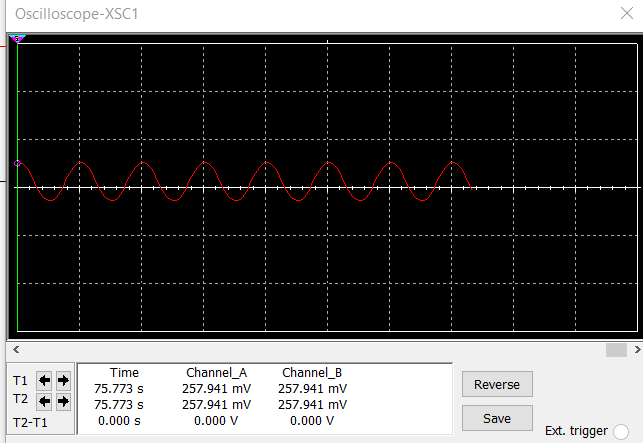 Oscilloscope-XSC1
T1
T2
T2-T1
Time Channel_A Channel_B
75.773 s 257.941 mV 257.941 mV
75.773 s 257.941 mV 257.941 mV
0.000 s 0.000 V 0.000 V
Reverse
Save
Ext. trigger